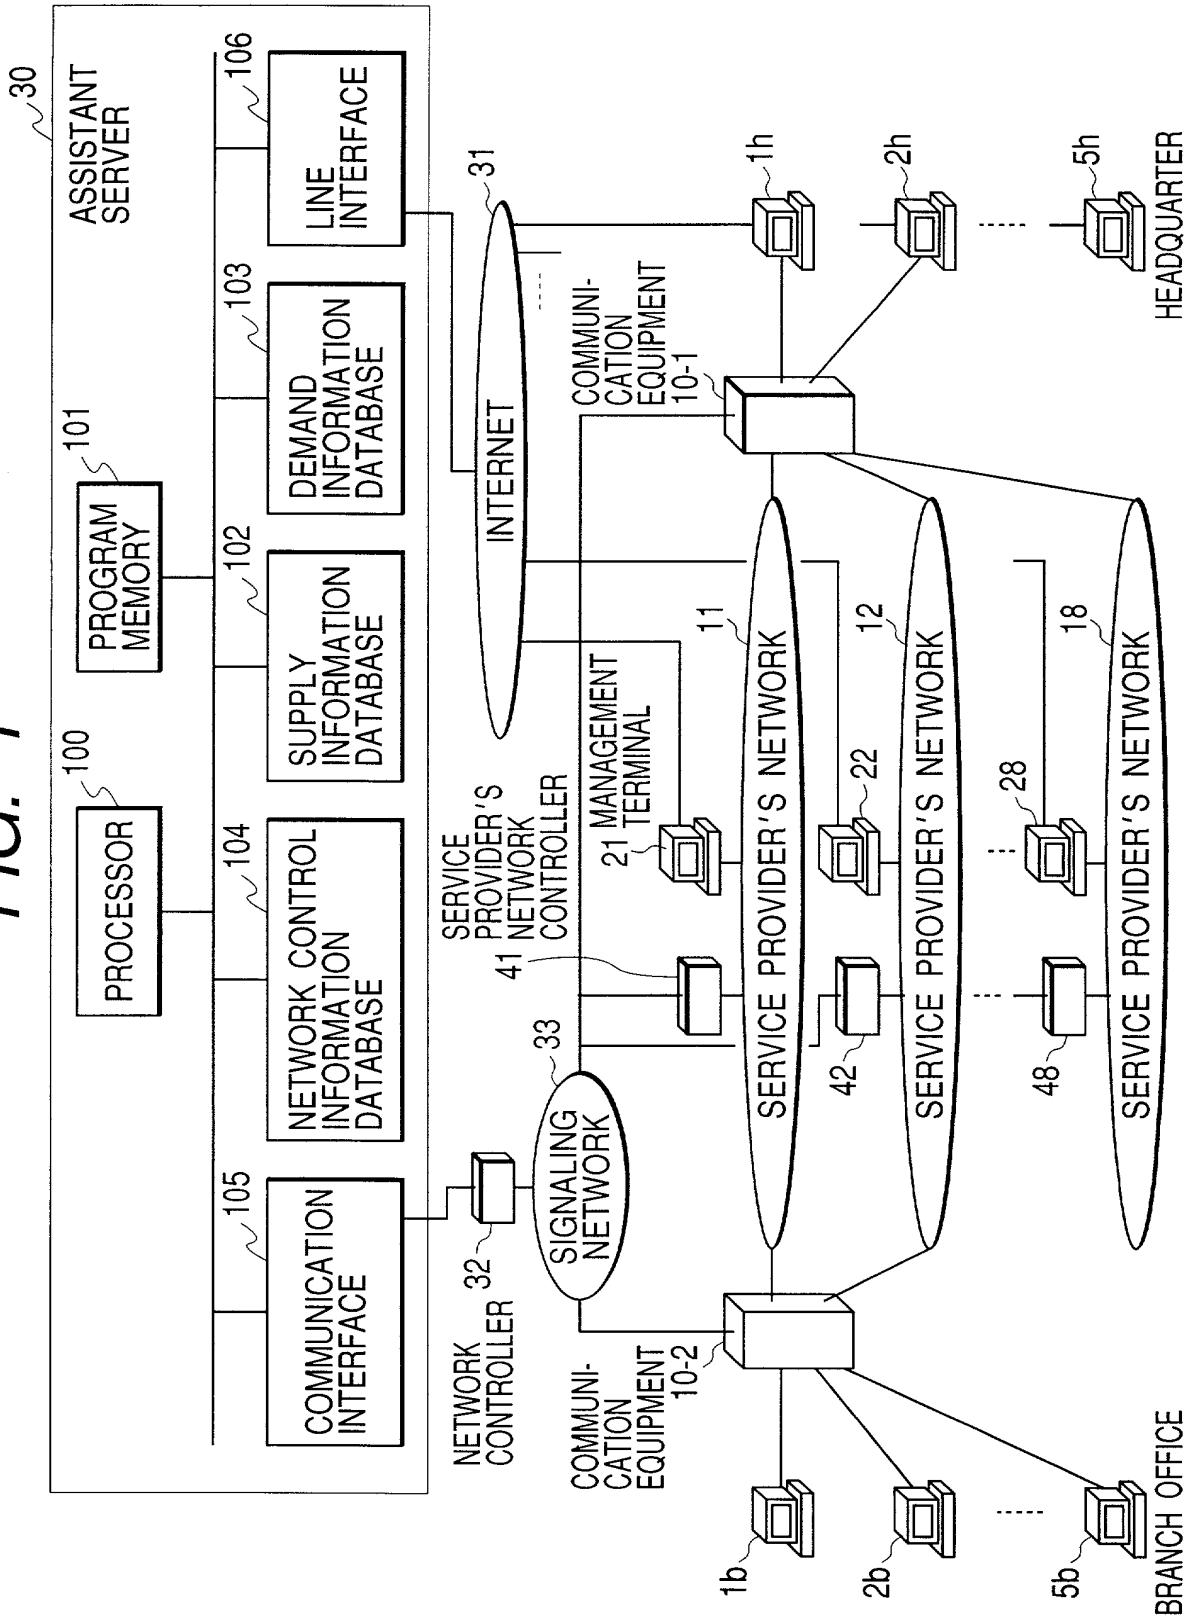 FIG. 1
30
ASSISTANT
SERVER
PROCESSOR
100
PROGRAM
MEMORY
101
105
COMMUNICATION
INTERFACE
104
NETWORK CONTROL
INFORMATION
DATABASE
102
SUPPLY
INFORMATION
DATABASE
103
DEMAND
INFORMATION
DATABASE
106
LINE
INTERFACE
NETWORK
CONTROLLER
32
33
SIGNALING
NETWORK
SERVICE
PROVIDER'S
NETWORK
CONTROLLER
41
INTERNET
31
MANAGEMENT
TERMINAL
21
COMMUNI-
CATION
EQUIPMENT
10-2
COMMUNI-
CATION
EQUIPMENT
10-1
1b
SERVICE PROVIDER'S NETWORK
11
1h
42
22
2b
SERVICE PROVIDER'S NETWORK
12
2h
48
28
5b
SERVICE PROVIDER'S NETWORK
18
5h
BRANCH OFFICE
HEADQUARTER